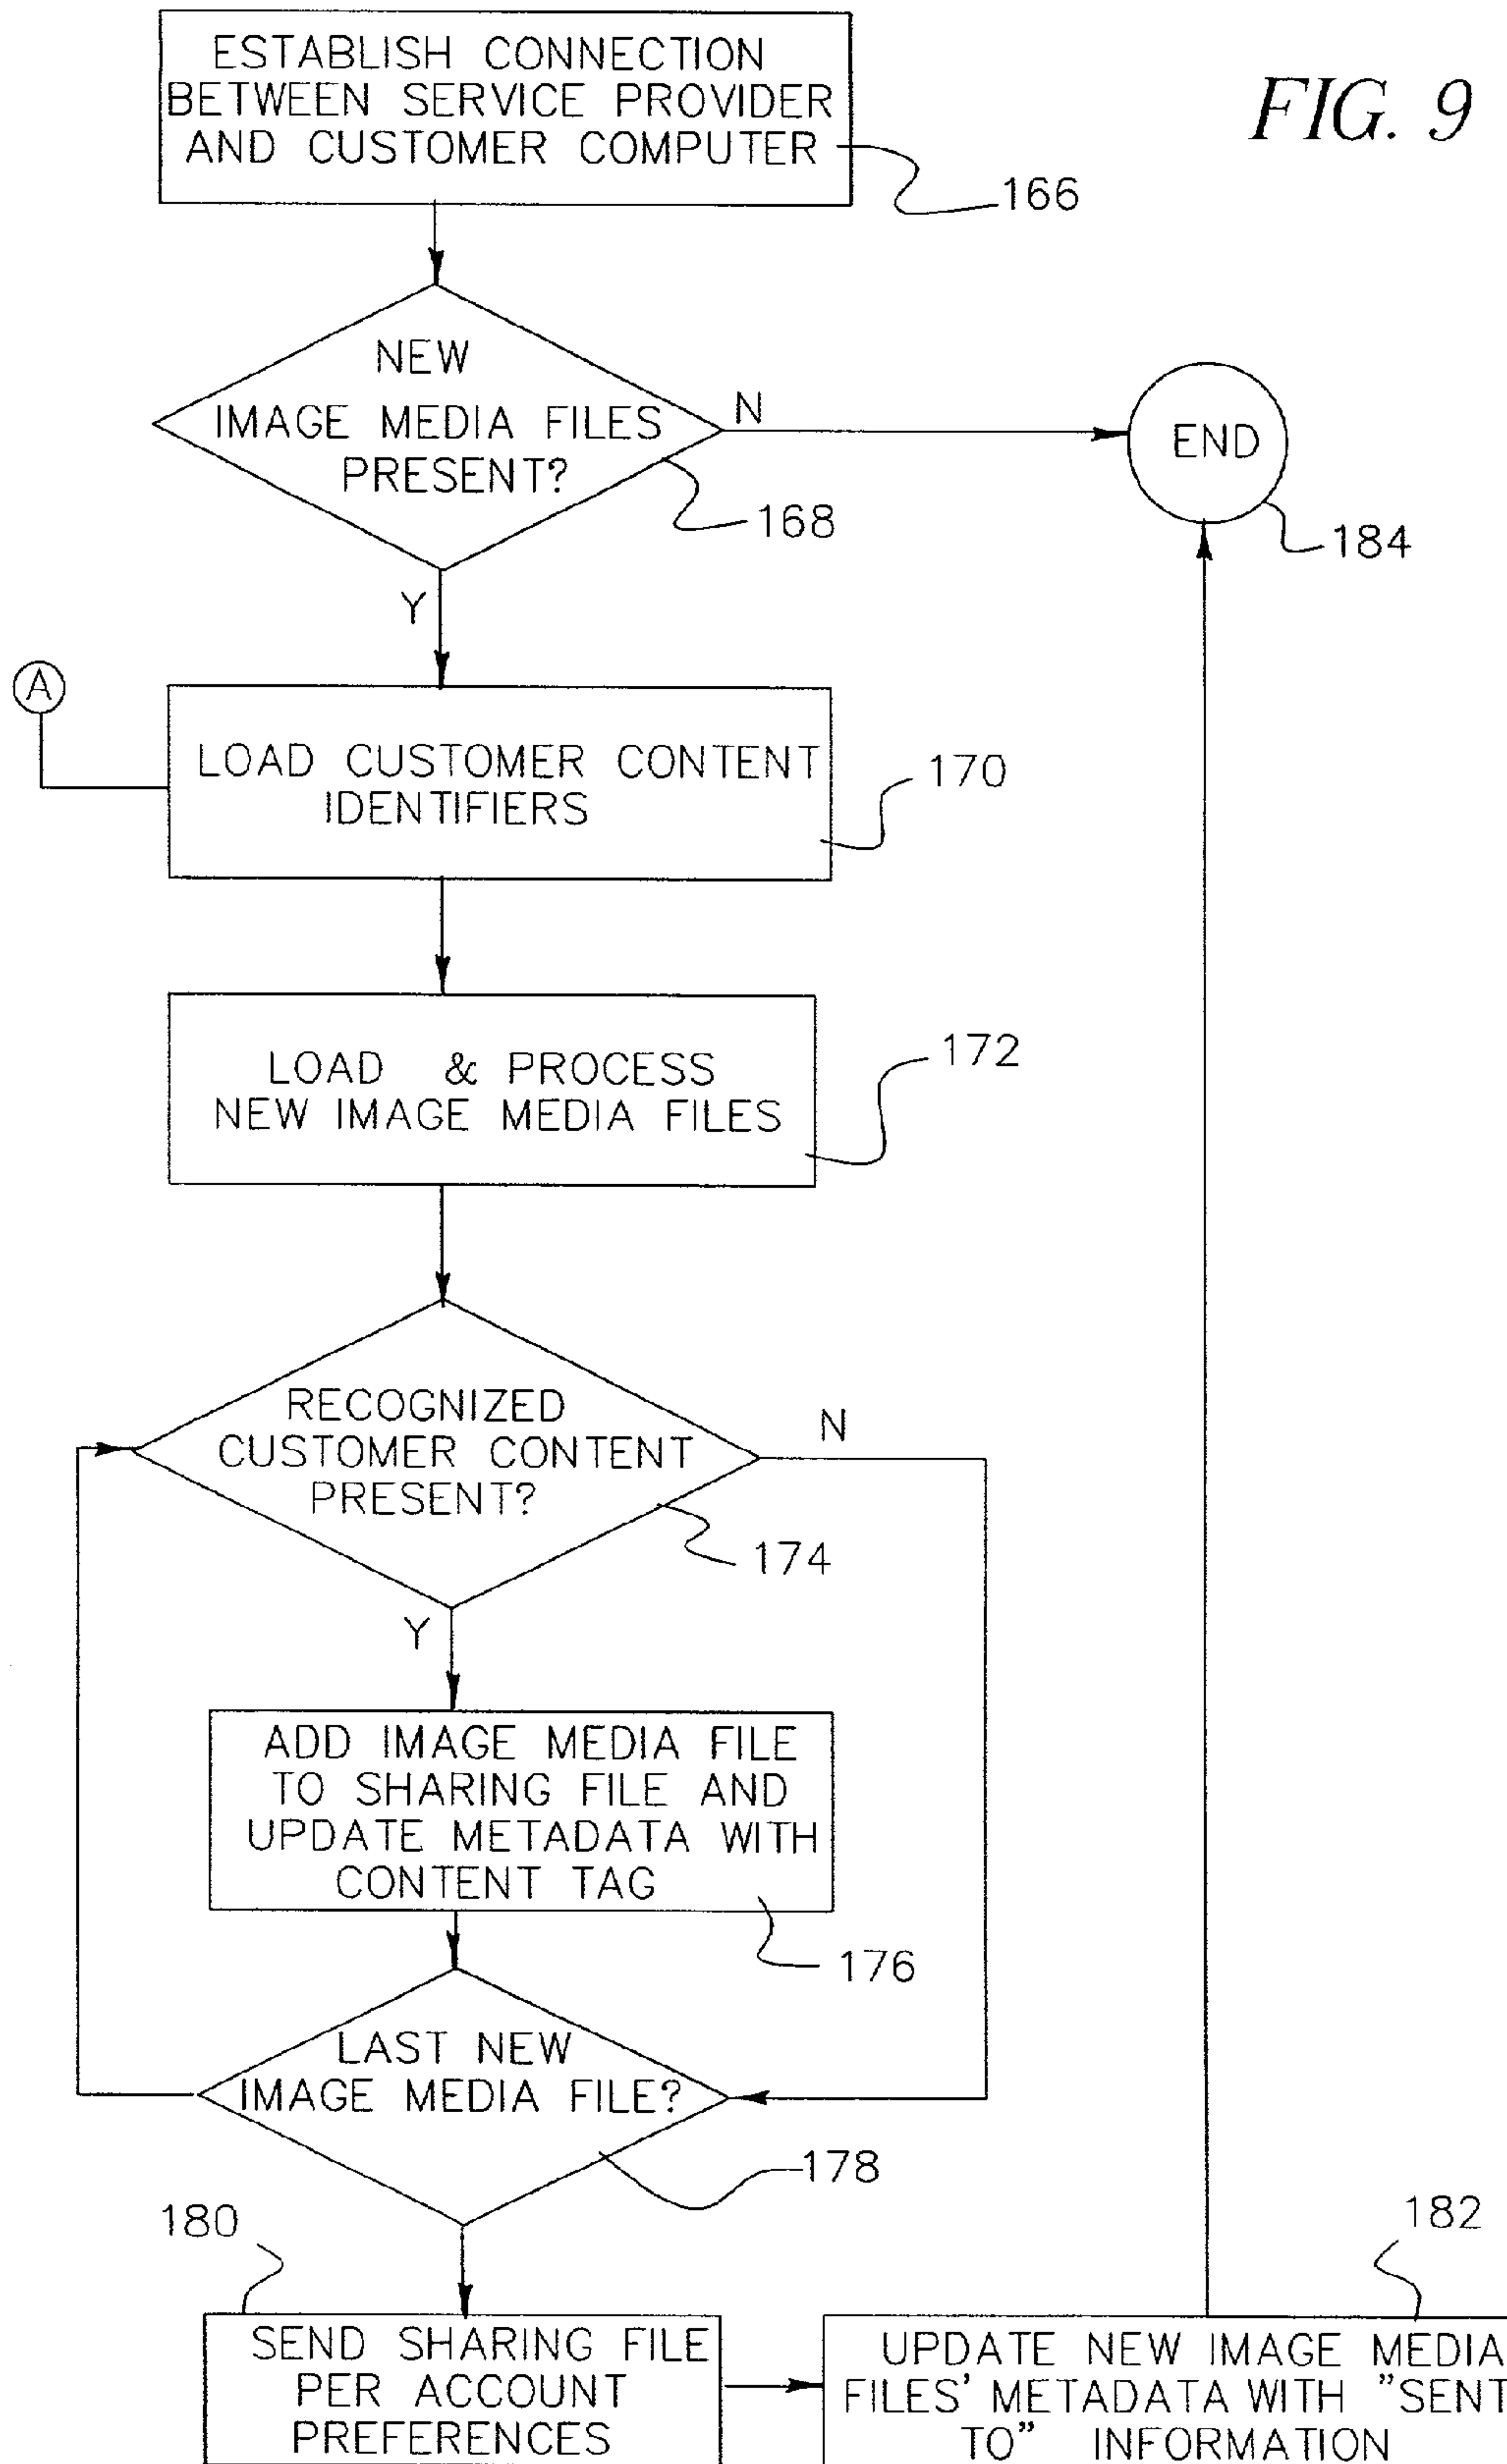 FIG. 9
ESTABLISH CONNECTION
BETWEEN SERVICE PROVIDER
AND CUSTOMER COMPUTER
166
NEW
IMAGE MEDIA FILES
PRESENT?
N
END
168
184
Y
A
LOAD CUSTOMER CONTENT
IDENTIFIERS
170
LOAD & PROCESS
NEW IMAGE MEDIA FILES
172
RECOGNIZED
CUSTOMER CONTENT
PRESENT?
N
174
Y
ADD IMAGE MEDIA FILE
TO SHARING FILE AND
UPDATE METADATA WITH
CONTENT TAG
176
LAST NEW
IMAGE MEDIA FILE?
178
180
182
SEND SHARING FILE
PER ACCOUNT
PREFERENCES
UPDATE NEW IMAGE MEDIA
FILES' METADATA WITH "SENT
TO" INFORMATION